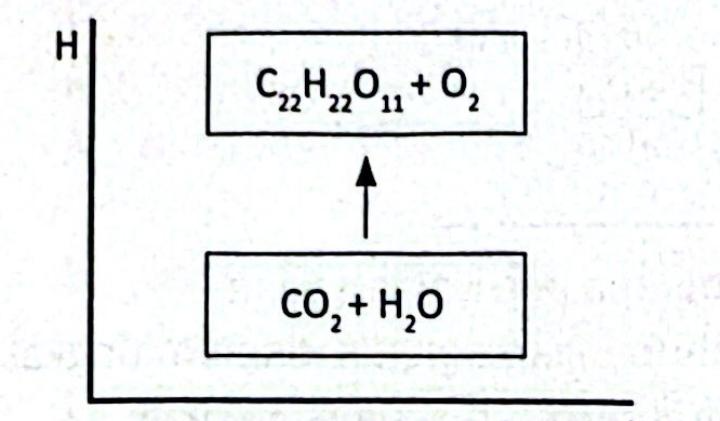 H
C₂₂H₂₂O₁₁ + O₂
CO₂ + H₂O